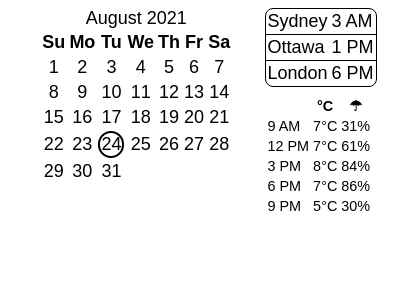 August 2021
Su Mo Tu We Th Fr Sa
1 2 3 4 5 6 7
8 9 10 11 12 13 14
15 16 17 18 19 20 21
22 23 24 25 26 27 28
29 30 31
Sydney 3 AM
Ottawa 1 PM
London 6 PM
°C ☂
9 AM 7°C 31%
12 PM 7°C 61%
3 PM 8°C 84%
6 PM 7°C 86%
9 PM 5°C 30%